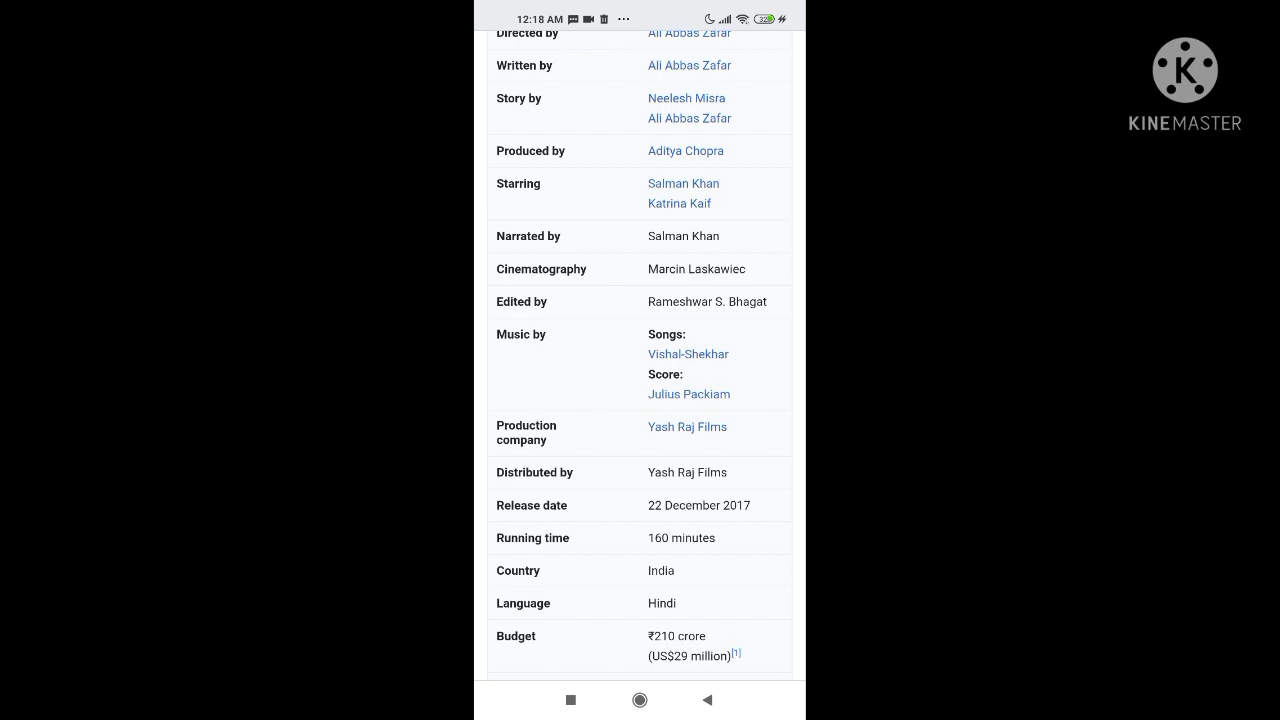 12:18 AM
32
Directed by Ali Abbas Zafar
Written by Ali Abbas Zafar
Story by Neelesh Misra
Ali Abbas Zafar
Produced by Aditya Chopra
Starring Salman Khan
Katrina Kaif
Narrated by Salman Khan
Cinematography Marcin Laskawiec
Edited by Rameshwar S. Bhagat
Music by Songs:
Vishal-Shekhar
Score:
Julius Packiam
Production
company Yash Raj Films
Distributed by Yash Raj Films
Release date 22 December 2017
Running time 160 minutes
Country India
Language Hindi
Budget ₹210 crore
(US$29 million)[1]
K
KINEMASTER